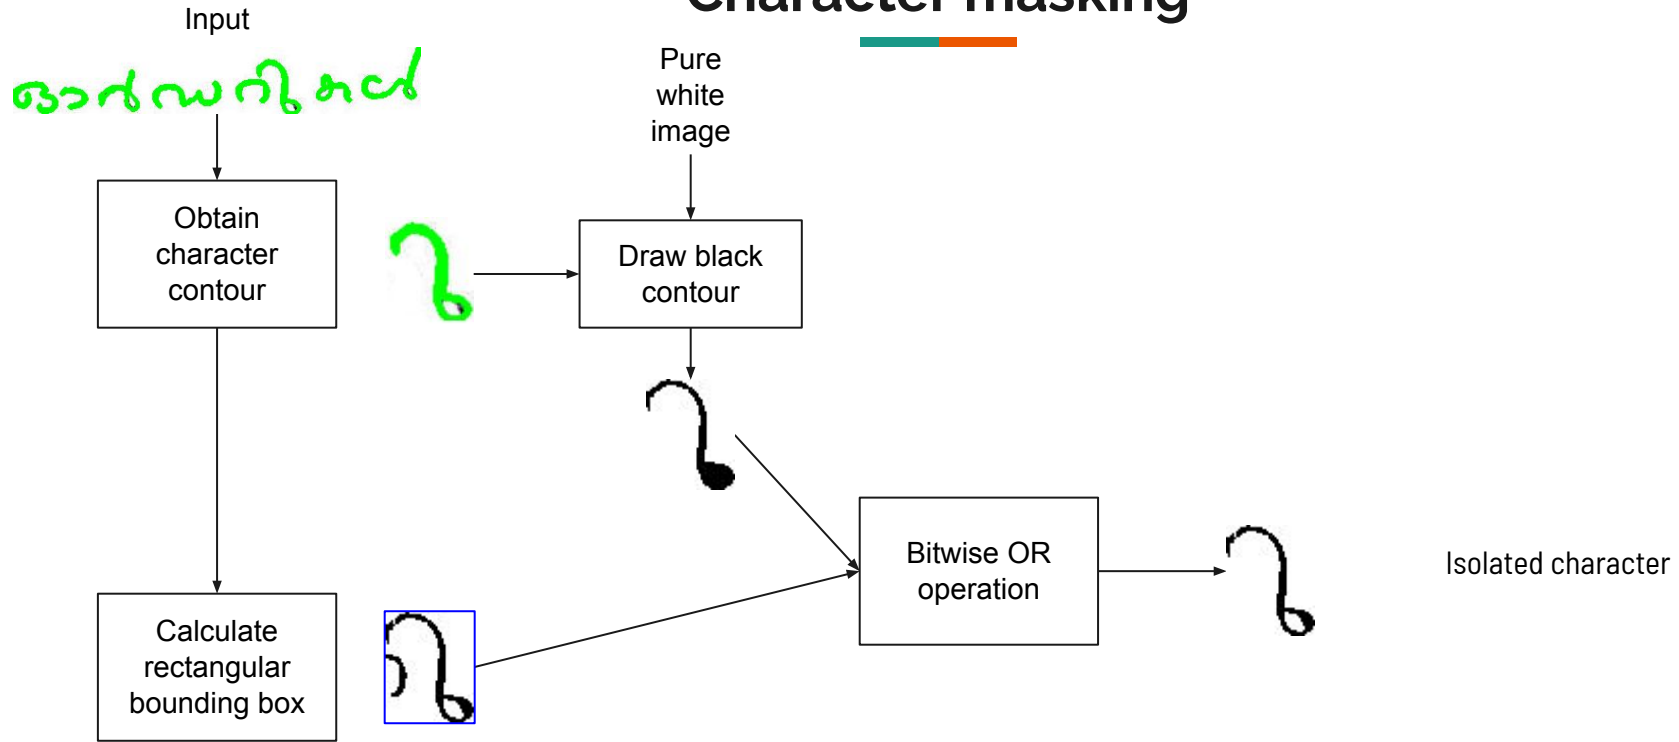 Character masking
Input
Pure
white
image
Obtain
character
contour
Draw black
contour
Bitwise OR
operation
Isolated character
Calculate
rectangular
bounding box